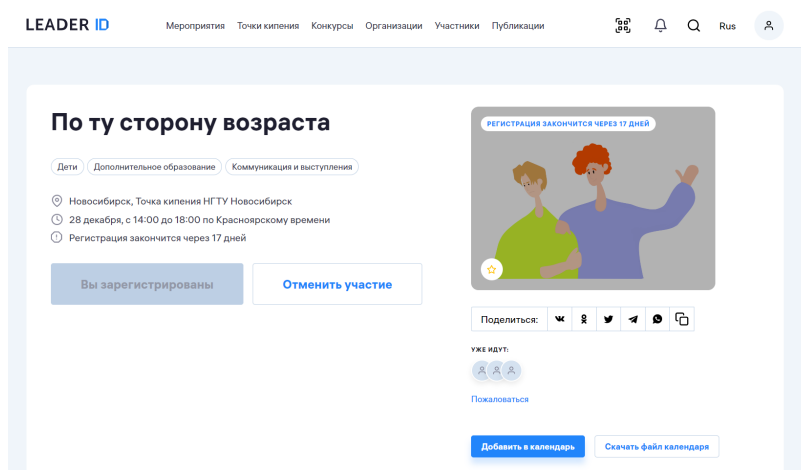 LEADER ID
Мероприятия Точки кипения Конкурсы Организации Участники Публикации Rus
По ту сторону возраста
Дети Дополнительное образование Коммуникация и выступления
Новосибирск, Точка кипения НГТУ Новосибирск
28 декабря, с 14:00 до 18:00 по Красноярскому времени
Регистрация закончится через 17 дней
Вы зарегистрированы Отменить участие
РЕГИСТРАЦИЯ ЗАКОНЧИТСЯ ЧЕРЕЗ 17 ДНЕЙ
Поделиться:
УЖЕ ИДУТ:
Пожаловаться
Добавить в календарь Скачать файл календаря